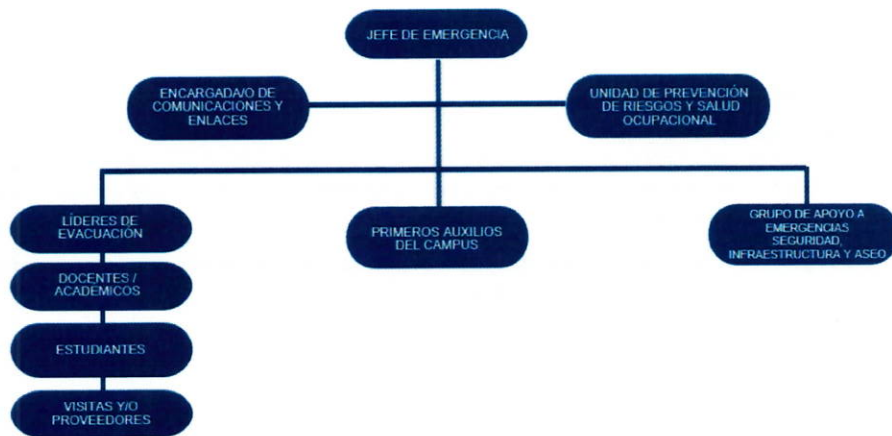 JEFE DE EMERGENCIA
ENCARGADA/O DE
COMUNICACIONES Y
ENLACES
UNIDAD DE PREVENCIÓN
DE RIESGOS Y SALUD
OCUPACIONAL
LÍDERES DE
EVACUACIÓN
PRIMEROS AUXILIOS
DEL CAMPUS
GRUPO DE APOYO A
EMERGENCIAS
SEGURIDAD,
INFRAESTRUCTURA Y ASEO
DOCENTES /
ACADÉMICOS
ESTUDIANTES
VISITAS Y/O
PROVEEDORES